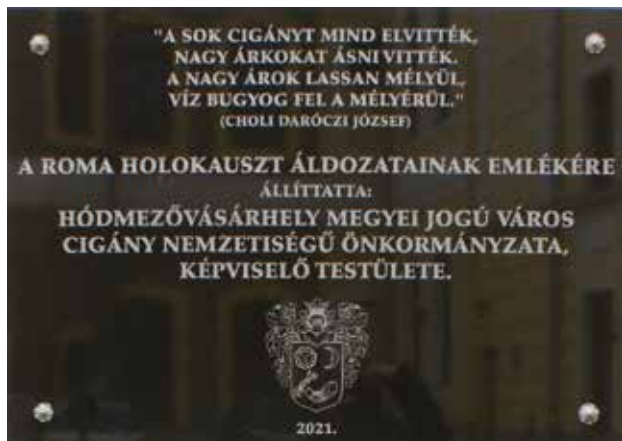 "A SOK CIGÁNYT MIND ELVITTÉK,
NAGY ÁRKOKAT ÁSNI VITTÉK.
A NAGY ÁROK LASSAN MÉLYÜL,
VÍZ BUGYOG FEL A MÉLYÉRÜL."
(CHOLI DARÓCZI JÓZSEF)
A ROMA HOLOKAUSZT ÁLDOZATAINAK EMLÉKÉRE
ÁLLÍTTATTA:
HÓDMEZŐVÁSÁRHELY MEGYEI JOGÚ VÁROS
CIGÁNY NEMZETISÉGŰ ÖNKORMÁNYZATA,
KÉPVISELŐ TESTÜLETE.
2021.